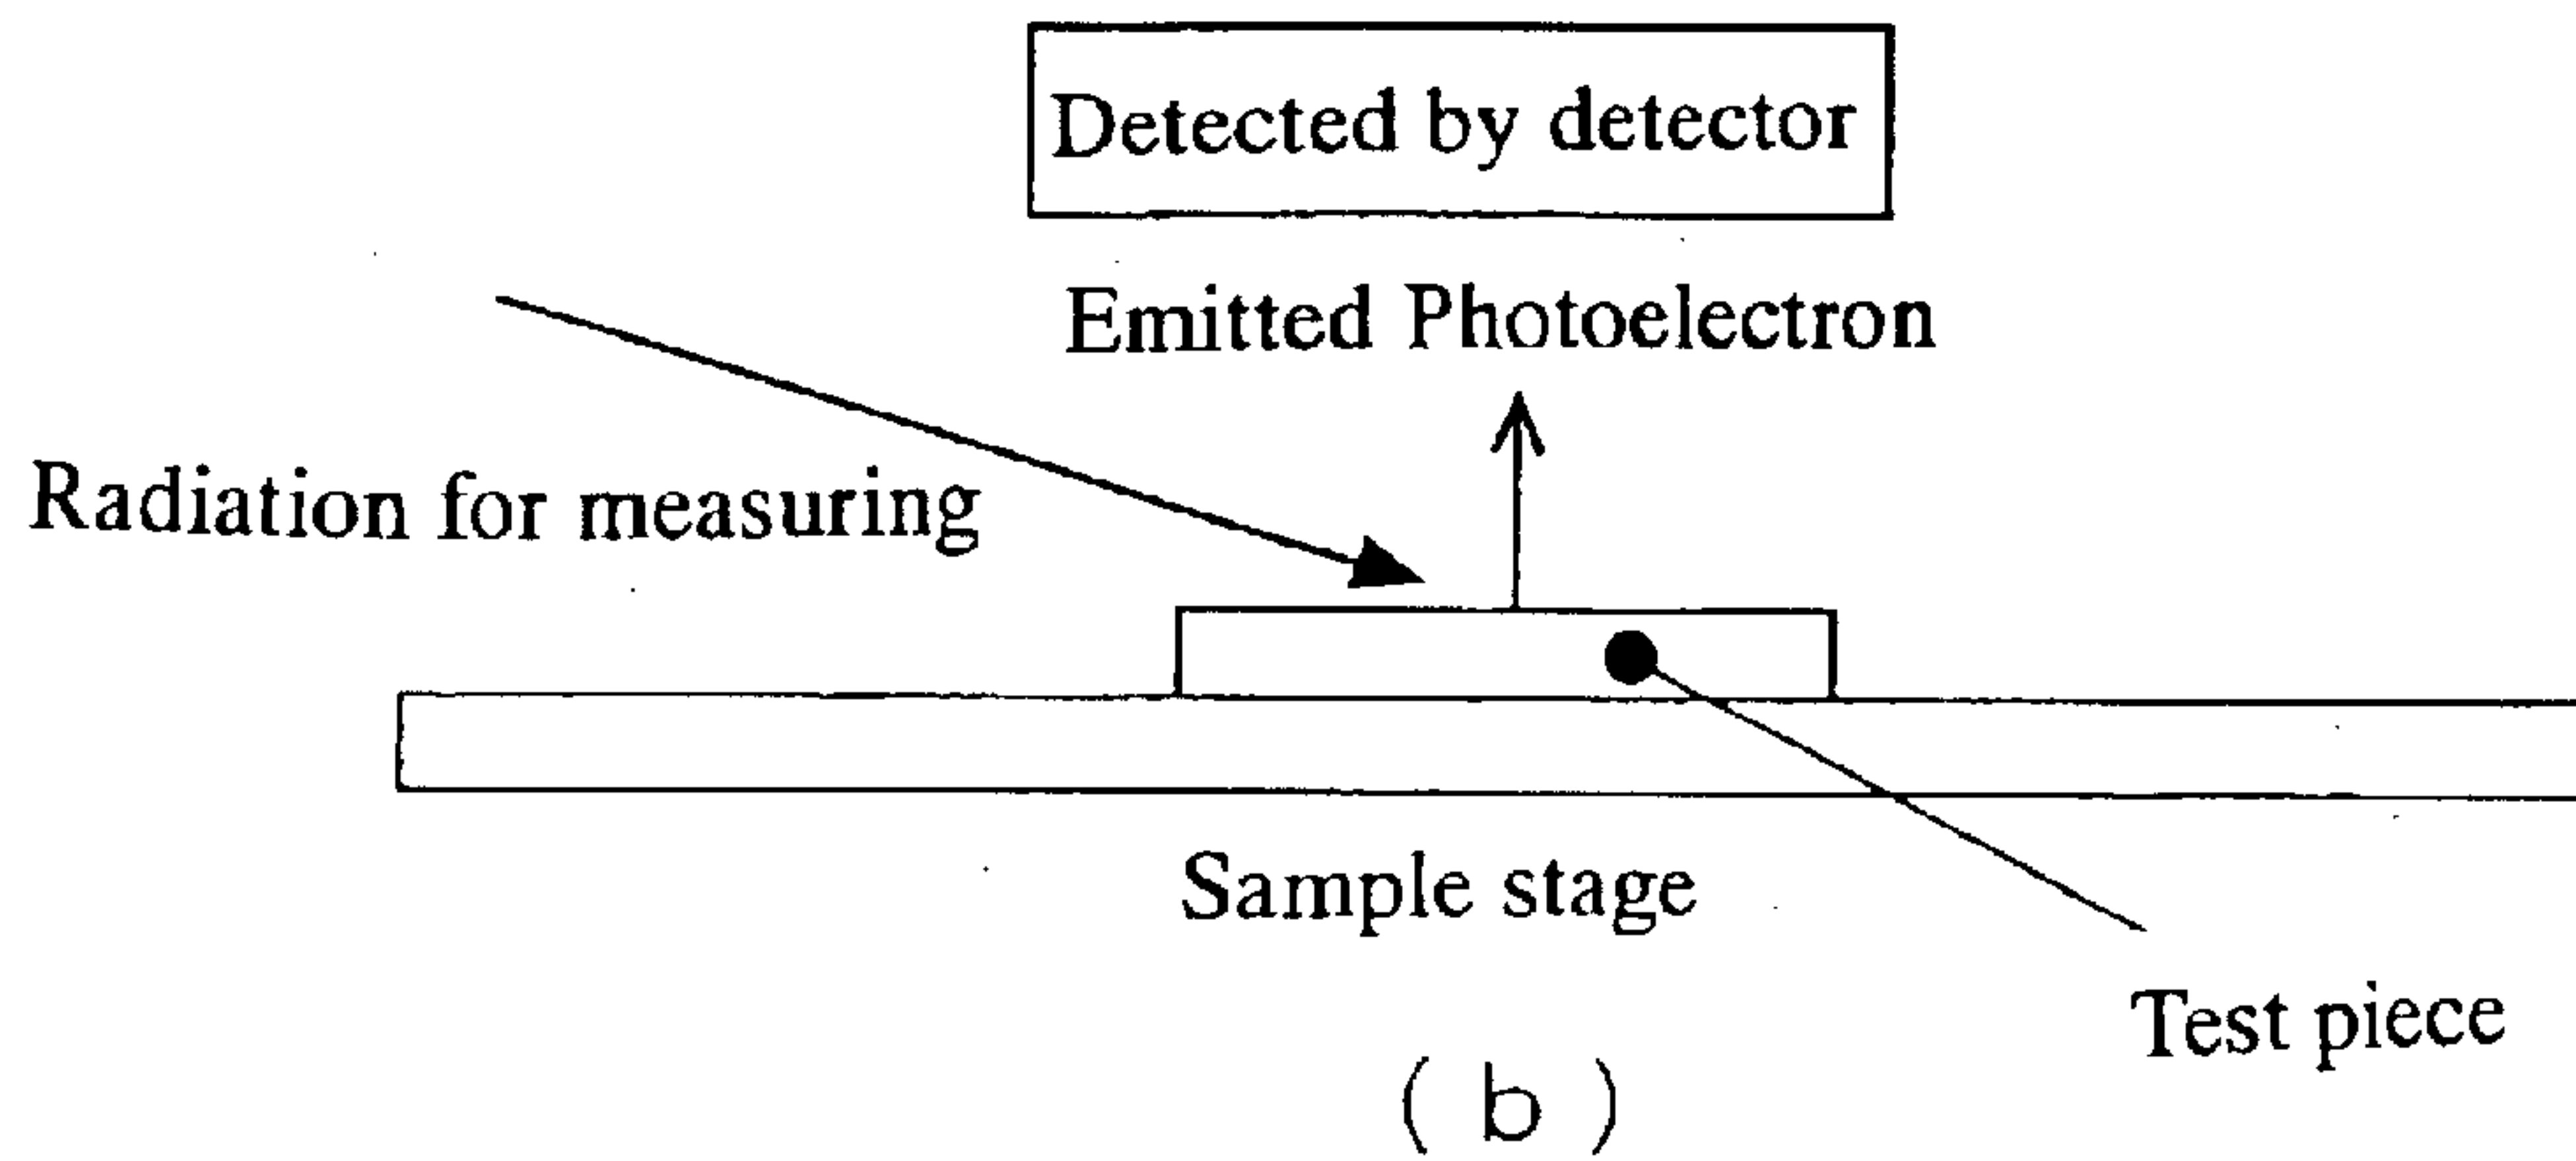 Detected by detector
Emitted Photoelectron
Radiation for measuring
Sample stage
Test piece
( b )